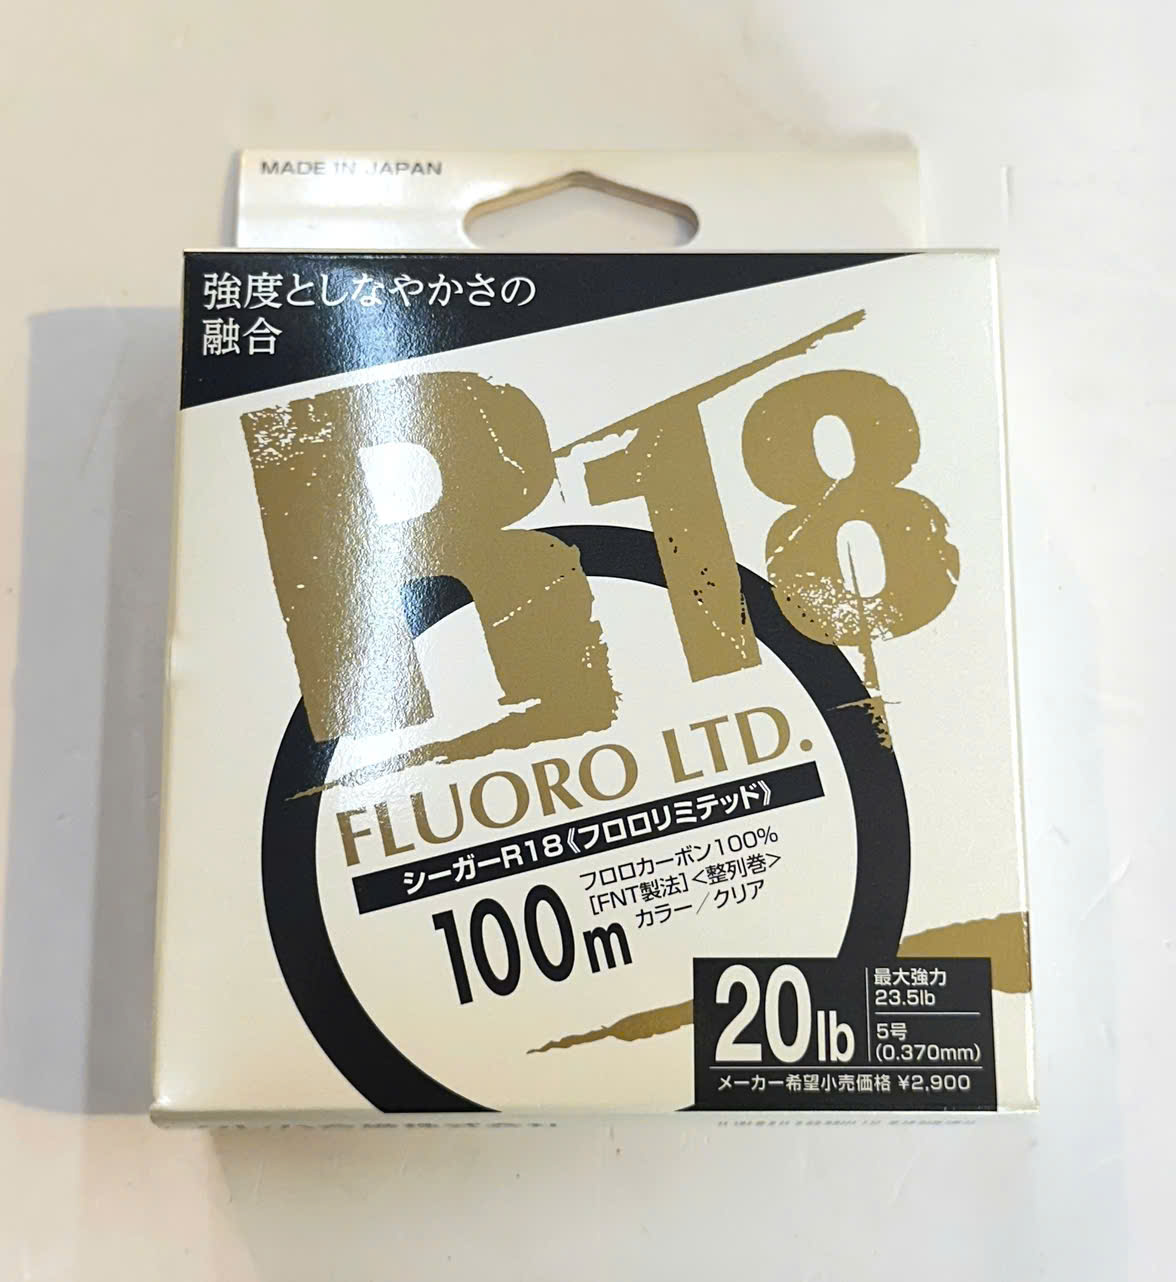 MADE IN JAPAN
強度としなやかさの
融合
R18
FLUORO LTD.
シーガーR18《フロロリミテッド》
100m
フロロカーボン100%
[FNT製法]<整列巻>
カラー/クリア
20lb
最大強力
23.5lb
5号
(0.370mm)
メーカー希望小売価格 ¥2,900